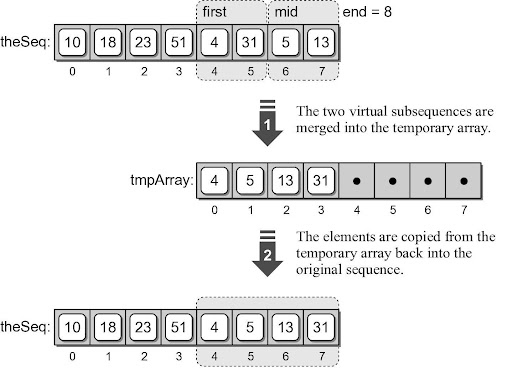 first mid end = 8
theSeq: 10 18 23 51 4 31 5 13
0 1 2 3 4 5 6 7
1 The two virtual subsequences are
merged into the temporary array.
tmpArray: 4 5 13 31 • • • •
0 1 2 3 4 5 6 7
2 The elements are copied from the
temporary array back into the
original sequence.
theSeq: 10 18 23 51 4 5 13 31
0 1 2 3 4 5 6 7